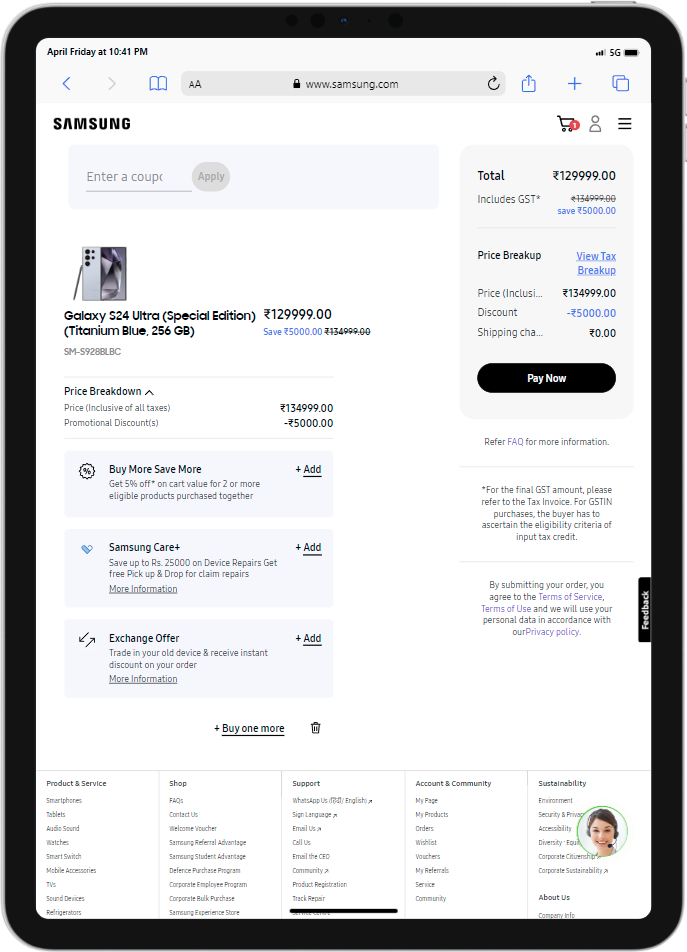 April Friday at 10:41 PM
5G
AA
www.samsung.com
SAMSUNG
1
Enter a coupo
Apply
Total ₹129999.00
Includes GST* ₹134999.00
save ₹5000.00
Price Breakup View Tax
Breakup
Price (Inclusi... ₹134999.00
Discount -₹5000.00
Shipping cha... ₹0.00
Pay Now
Refer FAQ for more information.
*For the final GST amount, please
refer to the Tax Invoice. For GSTIN
purchases, the buyer has to
ascertain the eligibility criteria of
input tax credit.
By submitting your order, you
agree to the Terms of Service,
Terms of Use and we will use your
personal data in accordance with
ourPrivacy policy.
Feedback
Galaxy S24 Ultra (Special Edition)
(Titanium Blue, 256 GB)
SM-S928BLBC
₹129999.00
Save ₹5000.00 ₹134999.00
Price Breakdown
Price (Inclusive of all taxes) ₹134999.00
Promotional Discount(s) -₹5000.00
%
Buy More Save More + Add
Get 5% off* on cart value for 2 or more
eligible products purchased together
Samsung Care+ + Add
Save up to Rs. 25000 on Device Repairs Get
free Pick up & Drop for claim repairs
More Information
Exchange Offer + Add
Trade in your old device & receive instant
discount on your order
More Information
+ Buy one more
Product & Service
Smartphones
Tablets
Audio Sound
Watches
Smart Switch
Mobile Accessories
TVs
Sound Devices
Refrigerators
Shop
FAQs
Contact Us
Welcome Voucher
Samsung Referral Advantage
Samsung Student Advantage
Defence Purchase Program
Corporate Employee Program
Corporate Bulk Purchase
Samsung Experience Store
Support
WhatsApp Us (हिंदी/ English)
Sign Language
Email Us
Call Us
Email the CEO
Community
Product Registration
Track Repair
Service Centre
Account & Community
My Page
My Products
Orders
Wishlist
Vouchers
My Referrals
Service
Community
Sustainability
Environment
Security & Privac
Accessibility
Diversity · Equi
Corporate Citizenship
Corporate Sustainability
About Us
Company Info